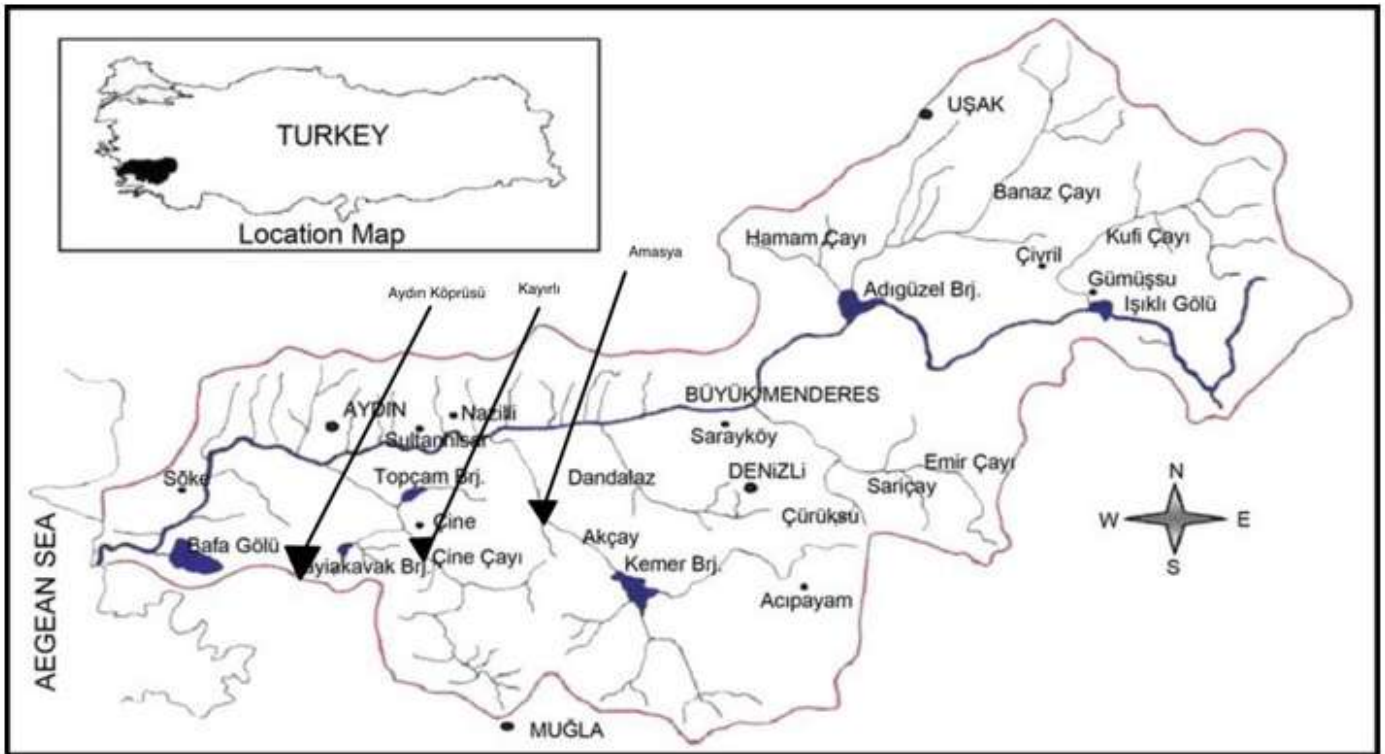 TURKEY
Location Map
UŞAK
Banaz Çayı
Hamam Çayı
Kufi Çayı
Çivril
Amasya
Gümüşsu
Adıgüzel Brj.
Işıklı Gölü
Aydın Köprüsü
Kayırlı
BÜYÜK MENDERES
AYDIN
Nazilli
Sultanhisar
Sarayköy
Söke
Topçam Brj.
Dandalaz
DENİZLİ
Emir Çayı
Sarıçay
Çürüksu
Çine
N
W
E
S
Akçay
Bafa Gölü
yiakavak Brj.
Çine Çayı
Kemer Brj.
Acıpayam
AEGEAN SEA
MUĞLA